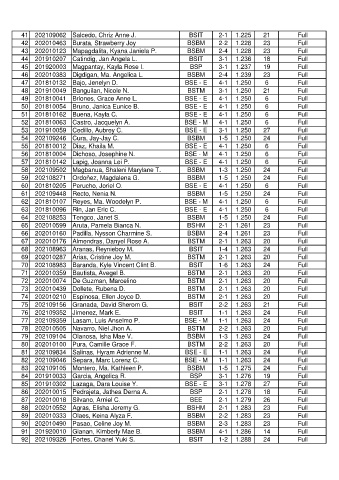 41 202109062 Salcedo, Chriz Anne J. BSIT 2-1 1.225 21 Full
42 202010463 Burata, Strawberry Joy BSBM 2-2 1.228 23 Full
43 202010123 Mapagdalita, Kyana Janiela P. BSBM 2-4 1.228 23 Full
44 201910207 Catindig, Jan Angela L. BSIT 3-1 1.236 18 Full
45 201920003 Magpantay, Kayla Rose I. BSP 3-1 1.237 19 Full
46 202010383 Digdigan, Ma. Angelica L BSBM 2-4 1.239 23 Full
47 201810132 Bajo, Jenelyn D. BSE - E 4-1 1.250 6 Full
48 201910049 Banguilan, Nicole N. BSTM 3-1 1.250 21 Full
49 201810041 Briones, Grace Anne L. BSE - E 4-1 1.250 6 Full
50 201810054 Bruno, Janica Eunice B. BSE - E 4-1 1.250 6 Full
51 201810162 Buena, Kayla C. BSE - E 4-1 1.250 6 Full
52 201810063 Castro, Jacquelyn A. BSE - M 4-1 1.250 6 Full
53 201910059 Cedillo, Aubrey C. BSE - E 3-1 1.250 27 Full
54 202109246 Cura, Jay-Jay C. BSBM 1-5 1.250 24 Full
55 201810012 Diaz, Khaila M. BSE - E 4-1 1.250 6 Full
56 201810004 Dichoso, Josephine N. BSE - M 4-1 1.250 6 Full
57 201810142 Lapig, Joanna Lei P. BSE - E 4-1 1.250 6 Full
58 202109502 Magbanua, Shaleni Marylane T. BSBM 1-3 1.250 24 Full
59 202108271 Ordoñez, Magdalena G. BSBM 1-5 1.250 24 Full
60 201810205 Perucho, Joriel O. BSE - E 4-1 1.250 6 Full
61 202109448 Recto, Nenia N. BSBM 1-5 1.250 24 Full
62 201810107 Reyes, Ma. Woodelyn P. BSE - M 4-1 1.250 6 Full
63 201810096 Rin, Jan Eric C. BSE - E 4-1 1.250 6 Full
64 202108253 Tengco, Janet S. BSBM 1-5 1.250 24 Full
65 202010599 Aruta, Pamela Bianca N. BSHM 2-1 1.261 23 Full
66 202010160 Padilla, Nysson Charmine S. BSBM 2-4 1.261 23 Full
67 202010176 Almendras, Danyel Rose A. BSTM 2-1 1.263 20 Full
68 202108963 Aranas, Reynieboy M. BSIT 1-4 1.263 24 Full
69 202010287 Arias, Cristine Joy M. BSTM 2-1 1.263 20 Full
70 202108983 Baranda, Kyle Vincent Clint B. BSIT 1-6 1.263 24 Full
71 202010359 Bautista, Avegel B. BSTM 2-1 1.263 20 Full
72 202010074 De Guzman, Marcelino BSTM 2-1 1.263 20 Full
73 202010439 Dollete, Rubena D. BSTM 2-1 1.263 20 Full
74 202010210 Espinosa, Ellen Joyce D. BSTM 2-1 1.263 20 Full
75 202109156 Granada, David Sherom G. BSIT 2-2 1.263 21 Full
76 202109352 Jimenez, Mark E. BSIT 1-1 1.263 24 Full
77 202109359 Lasam, Luis Anselmo P. BSE - M 1-1 1.263 24 Full
78 202010505 Navarro, Niel Jhon A. BSTM 2-2 1.263 20 Full
79 202109104 Olanosa, Isha Mae V. BSBM 1-3 1.263 24 Full
80 202010100 Pura, Camille Grace F. BSTM 2-2 1.263 20 Full
81 202109834 Salinas, Hyram Adrienne M. BSE - E 1-1 1.263 24 Full
82 202109046 Separa, Marc Lorenz C. BSE - M 1-1 1.263 24 Full
83 202109105 Montero, Ma. Kathleen P. BSBM 1-5 1.275 24 Full
84 201910033 Garcia, Angelica R. BSP 3-1 1.276 19 Full
85 201910302 Lazaga, Dara Louise Y. BSE - E 3-1 1.278 27 Full
86 202020015 Pedrajeta, Jathea Derna A. BSP 2-1 1.278 18 Full
87 202010018 Silvano, Amiel C. BEE 2-1 1.279 26 Full
88 202010552 Agras, Elisha Jeremy G. BSHM 2-1 1.283 23 Full
89 202010333 Olaes, Keina Alyza F. BSBM 2-2 1.283 23 Full
90 202010490 Pasao, Celine Joy M. BSBM 2-3 1.283 23 Full
91 201920010 Gianan, Kimberly Mae B. BSBM 4-1 1.286 14 Full
92 202109326 Fortes, Chairel Yuki S. BSIT 1-2 1.288 24 Full